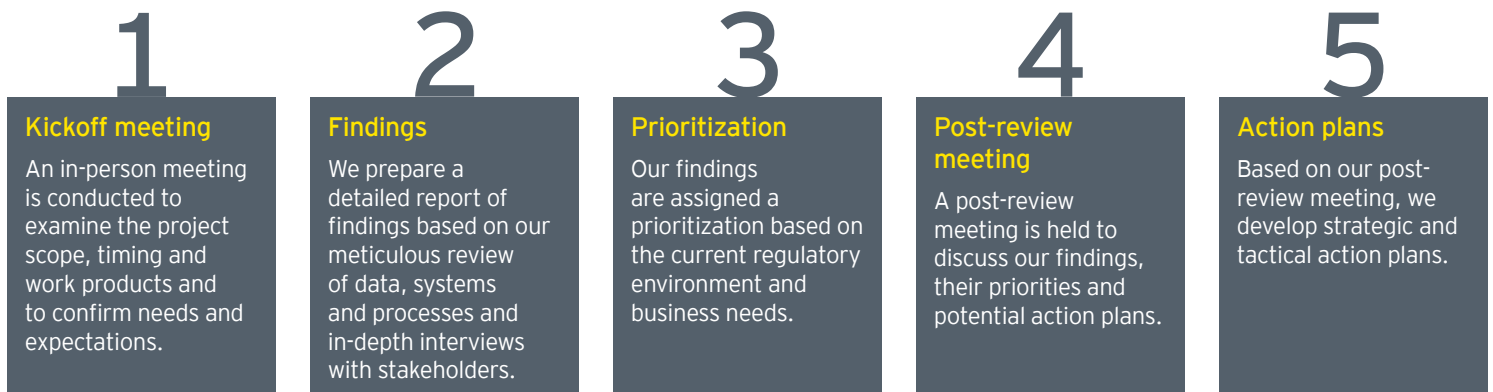 1
Kickoff meeting
An in-person meeting
is conducted to
examine the project
scope, timing and
work products and
to confirm needs and
expectations.
2
Findings
We prepare a
detailed report of
findings based on our
meticulous review
of data, systems
and processes and
in-depth interviews
with stakeholders.
3
Prioritization
Our findings
are assigned a
prioritization based on
the current regulatory
environment and
business needs.
4
Post-review
meeting
A post-review
meeting is held to
discuss our findings,
their priorities and
potential action plans.
5
Action plans
Based on our post-
review meeting, we
develop strategic and
tactical action plans.